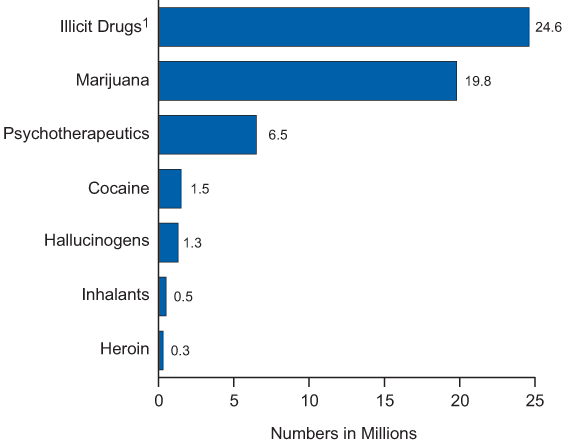 Illicit Drugs¹ 24.6
Marijuana 19.8
Psychotherapeutics 6.5
Cocaine 1.5
Hallucinogens 1.3
Inhalants 0.5
Heroin 0.3
0 5 10 15 20 25
Numbers in Millions